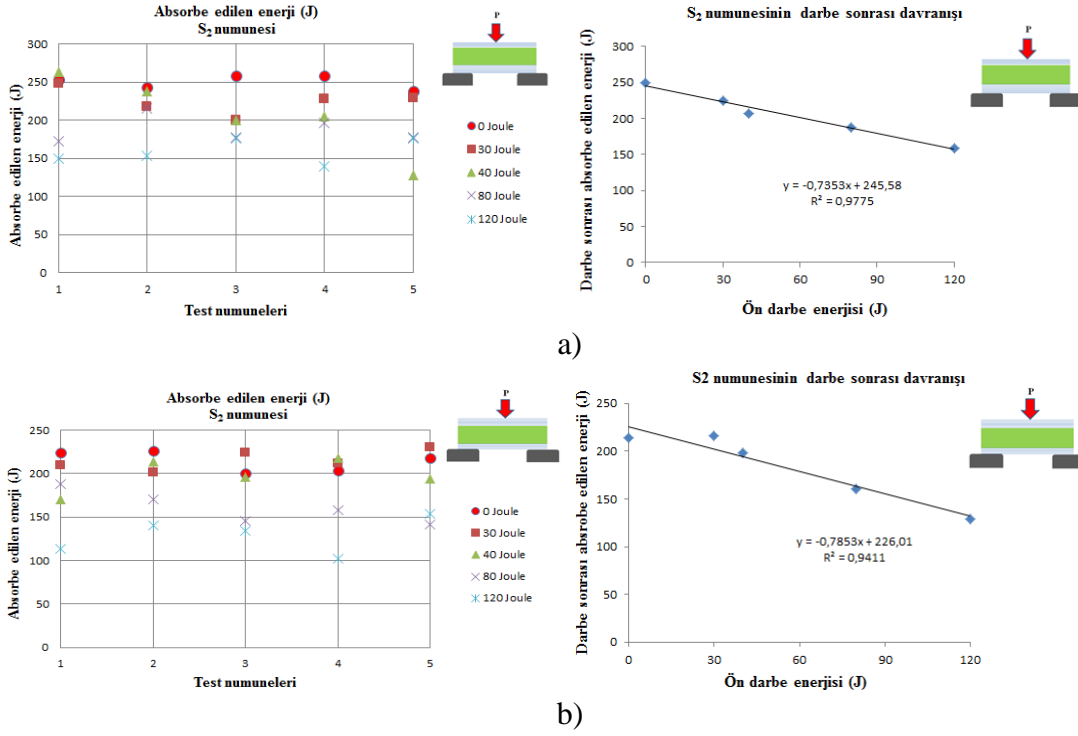 Absorbe edilen enerji (J)
S₂ numunesi
P
Absorbe edilen enerji (J)
300
250
200
150
100
50
0
1 2 3 4 5
Test numuneleri
0 Joule
30 Joule
40 Joule
80 Joule
120 Joule
S₂ numunesinin darbe sonrası davranışı
P
Darbe sonrası absorbe edilen enerji (J)
300
250
200
150
100
50
0
0 30 60 90 120
Ön darbe enerjisi (J)
y = -0,7353x + 245,58
R² = 0,9775
a)
Absorbe edilen enerji (J)
S₂ numunesi
P
Absorbe edilen enerji (J)
250
200
150
100
50
0
1 2 3 4 5
Test numuneleri
0 Joule
30 Joule
40 Joule
80 Joule
120 Joule
S2 numunesinin darbe sonrası davranışı
P
Darbe sonrası absrobe edilen enerji (J)
250
200
150
100
50
0
0 30 60 90 120
Ön darbe enerjisi (J)
y = -0,7853x + 226,01
R² = 0,9411
b)